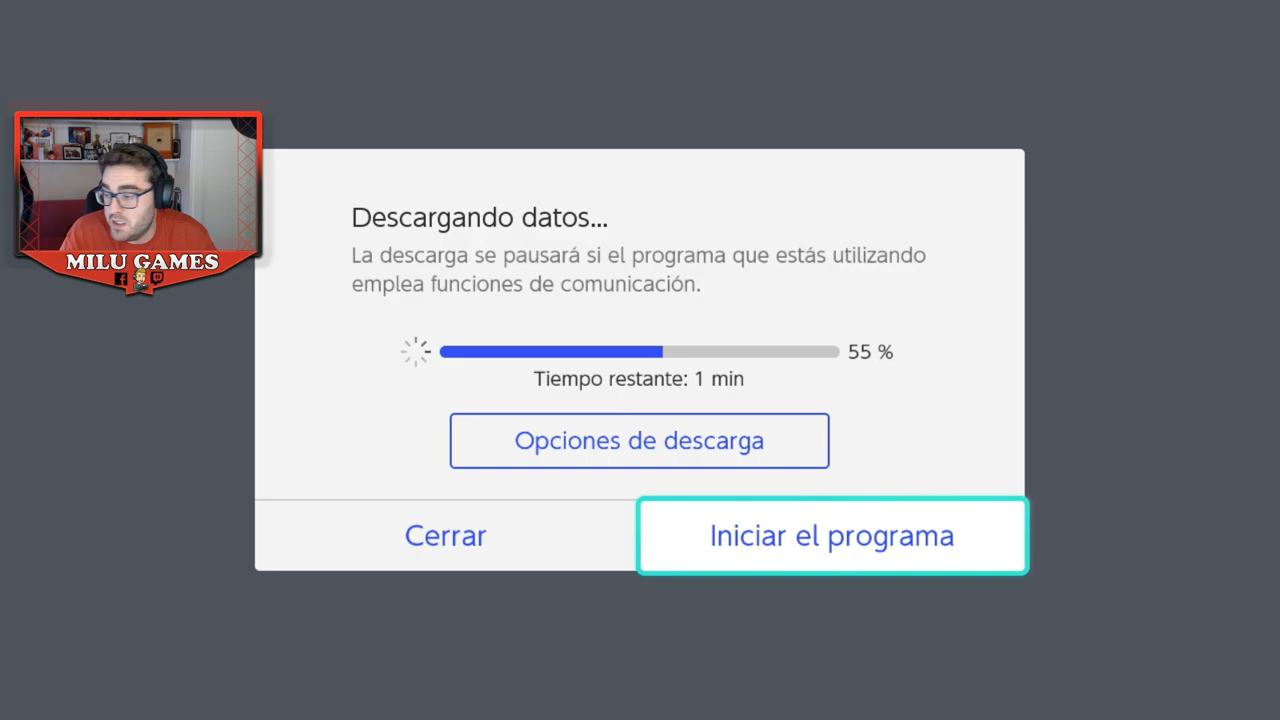 MILU GAMES
Descargando datos...
La descarga se pausará si el programa que estás utilizando
emplea funciones de comunicación.
55 %
Tiempo restante: 1 min
Opciones de descarga
Cerrar
Iniciar el programa